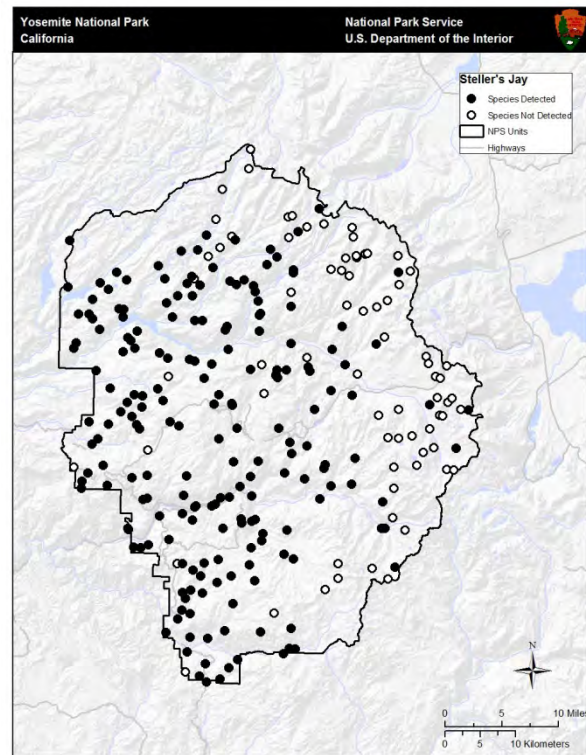 Yosemite National Park
California
National Park Service
U.S. Department of the Interior
Steller's Jay
Species Detected
Species Not Detected
NPS Units
Highways
N
0 5 10 Miles
0 5 10 Kilometers